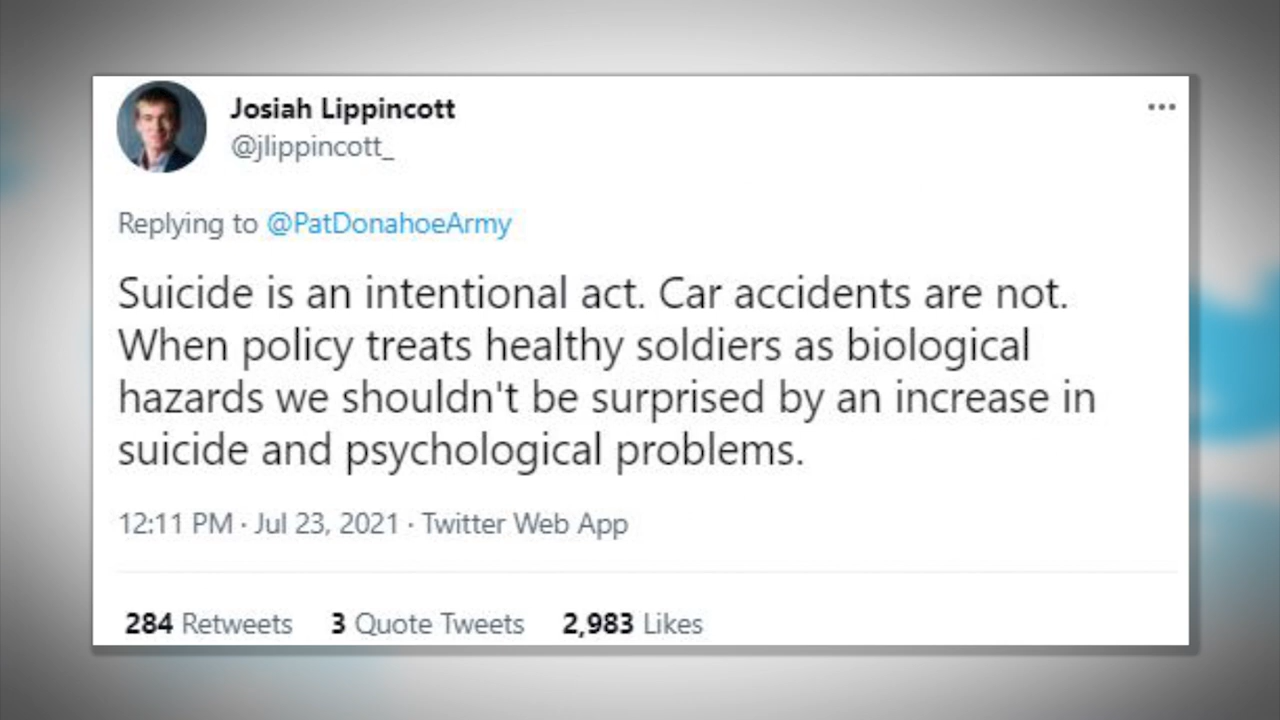 Josiah Lippincott
@jlippincott_
Replying to @PatDonahoeArmy
Suicide is an intentional act. Car accidents are not.
When policy treats healthy soldiers as biological
hazards we shouldn't be surprised by an increase in
suicide and psychological problems.
12:11 PM · Jul 23, 2021 · Twitter Web App
284 Retweets 3 Quote Tweets 2,983 Likes